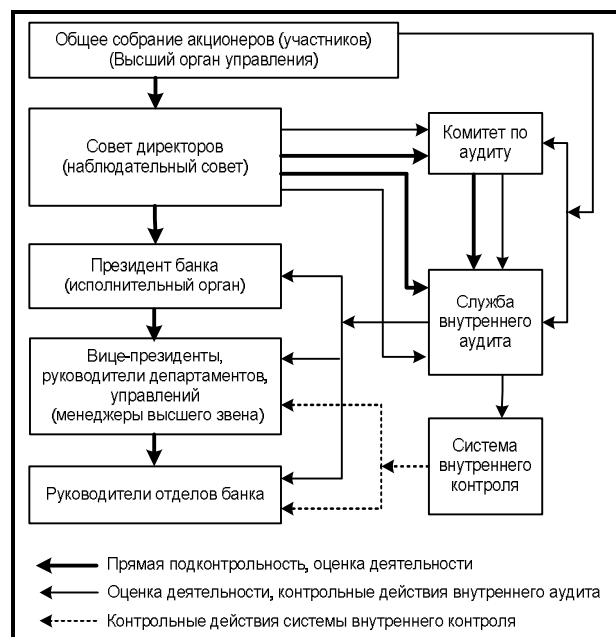 Общее собрание акционеров (участников)
(Высший орган управления)
Совет директоров
(наблюдательный совет)
Комитет по
аудиту
Президент банка
(исполнительный орган)
Служба
внутреннего
аудита
Вице-президенты,
руководители департаментов,
управлений
(менеджеры высшего звена)
Система
внутреннего
контроля
Руководители отделов банка
Прямая подконтрольность, оценка деятельности
Оценка деятельности, контрольные действия внутреннего аудита
Контрольные действия системы внутреннего контроля